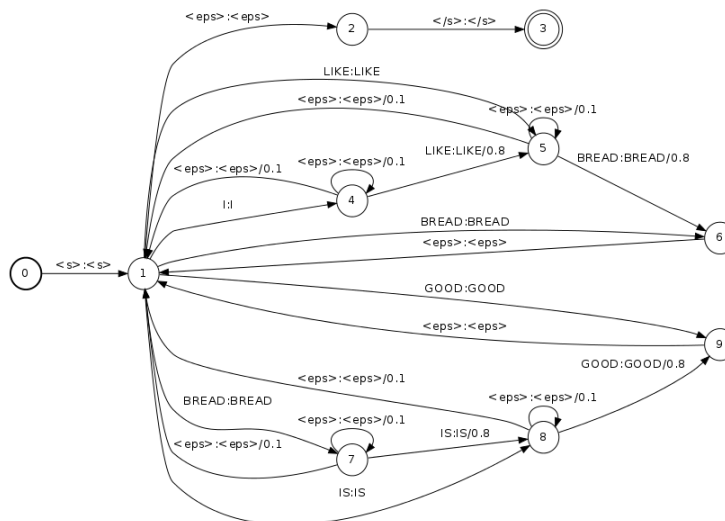 <eps>:<eps>
2
</s>:</s>
3
LIKE:LIKE
<eps>:<eps>/0.1
<eps>:<eps>/0.1
5
LIKE:LIKE/0.8
BREAD:BREAD/0.8
<eps>:<eps>/0.1
<eps>:<eps>/0.1
4
I:I
BREAD:BREAD
6
<eps>:<eps>
0
<s>:<s>
1
GOOD:GOOD
<eps>:<eps>
9
GOOD:GOOD/0.8
<eps>:<eps>/0.1
<eps>:<eps>/0.1
BREAD:BREAD
<eps>:<eps>/0.1
IS:IS/0.8
8
<eps>:<eps>/0.1
7
IS:IS